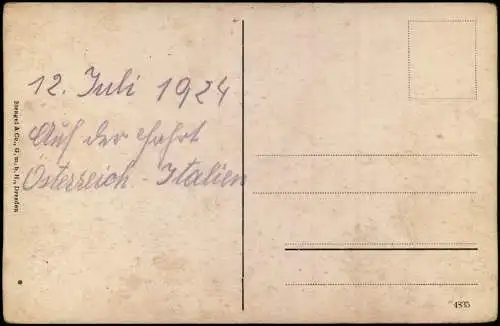 12. Juli 1924
Auf der Fahrt
Österreich - Italien
Stengel & Co., G.m.b.H., Dresden
4835